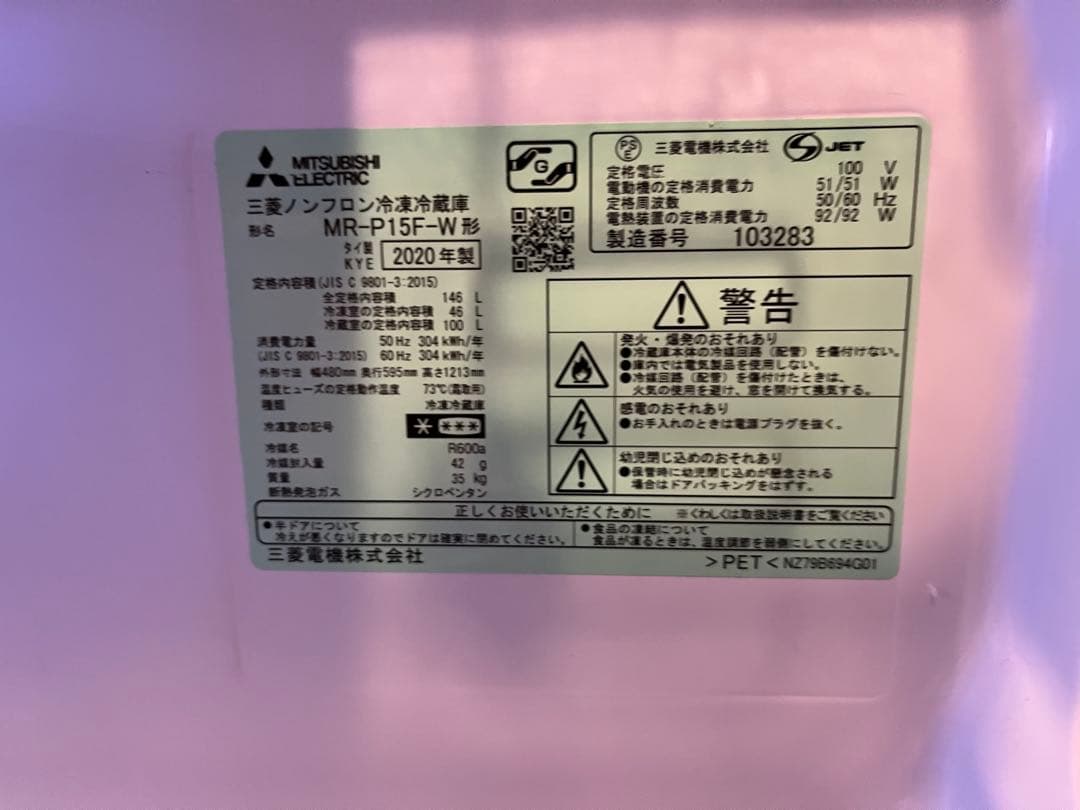 MITSUBISHI
ELECTRIC
三菱ノンフロン冷凍冷蔵庫
形名 MR-P15F-W形
タイ製
KYE 2020年製
定格内容積(JIS C 9801-3:2015)
全定格内容積 146 L
冷凍室の定格内容積 46 L
冷蔵室の定格内容積 100 L
消費電力量 50 Hz 304 kWh/年
(JIS C 9801-3:2015) 60 Hz 304 kWh/年
外形寸法 幅480mm 奥行595mm 高さ1213mm
温度ヒューズの定格動作温度 73℃(霜取用)
種類 冷凍冷蔵庫
冷凍室の記号 * ***
冷媒名 R600a
冷媒封入量 42 g
質量 35 kg
断熱発泡ガス シクロペンタン
G
PS
E 三菱電機株式会社 S JET
定格電圧 100 V
電動機の定格消費電力 51/51 W
定格周波数 50/60 Hz
電熱装置の定格消費電力 92/92 W
製造番号 103283
警告
発火・爆発のおそれあり
●冷蔵庫本体の冷媒回路(配管)を傷付けない。
●庫内では電気製品を使用しない。
●冷媒回路(配管)を傷付けたときは、
火気の使用を避け、窓を開けて換気する。
感電のおそれあり
●お手入れのときは電源プラグを抜く。
幼児閉じ込めのおそれあり
●保管時に幼児閉じ込めが懸念される
場合はドアパッキングをはずす。
正しくお使いいただくために ※くわしくは取扱説明書をご覧ください
●半ドアについて
冷えが悪くなりますのでドアは確実に閉めてください。
●食品の凍結について
食品が凍るときは、温度調節を弱側にしてください。
三菱電機株式会社
>PET< NZ79B694G01